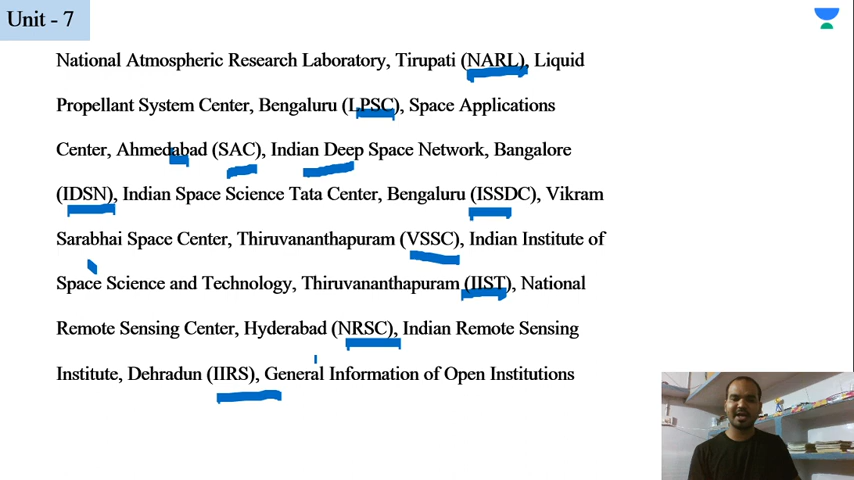 Unit - 7
National Atmospheric Research Laboratory, Tirupati (NARL), Liquid
Propellant System Center, Bengaluru (LPSC), Space Applications
Center, Ahmedabad (SAC), Indian Deep Space Network, Bangalore
(IDSN), Indian Space Science Tata Center, Bengaluru (ISSDC), Vikram
Sarabhai Space Center, Thiruvananthapuram (VSSC), Indian Institute of
Space Science and Technology, Thiruvananthapuram (IIST), National
Remote Sensing Center, Hyderabad (NRSC), Indian Remote Sensing
Institute, Dehradun (IIRS), General Information of Open Institutions